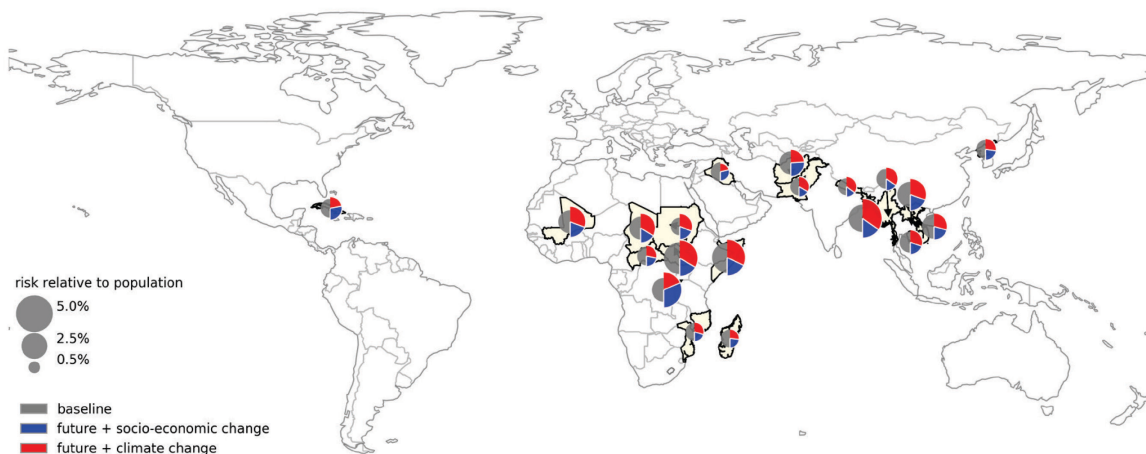 risk relative to population
5.0%
2.5%
0.5%
baseline
future + socio-economic change
future + climate change